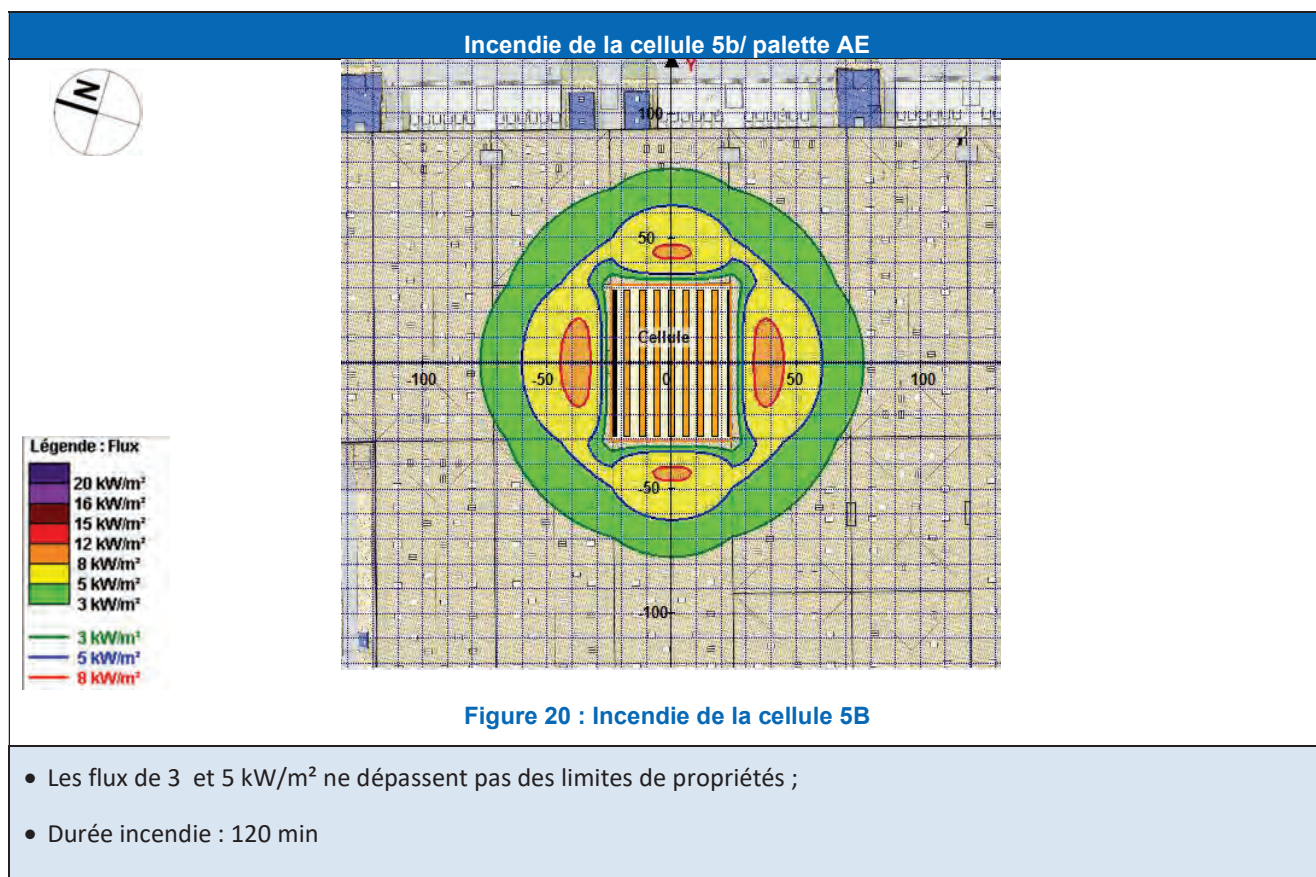 Incendie de la cellule 5b/ palette AE
N
Y
100
50
Cellule
-100
-50
0
50
100
-50
-100
Légende : Flux
20 kW/m²
16 kW/m²
15 kW/m²
12 kW/m²
8 kW/m²
5 kW/m²
3 kW/m²
3 kW/m²
5 kW/m²
8 kW/m²
Figure 20 : Incendie de la cellule 5B
• Les flux de 3 et 5 kW/m² ne dépassent pas des limites de propriétés ;
• Durée incendie : 120 min